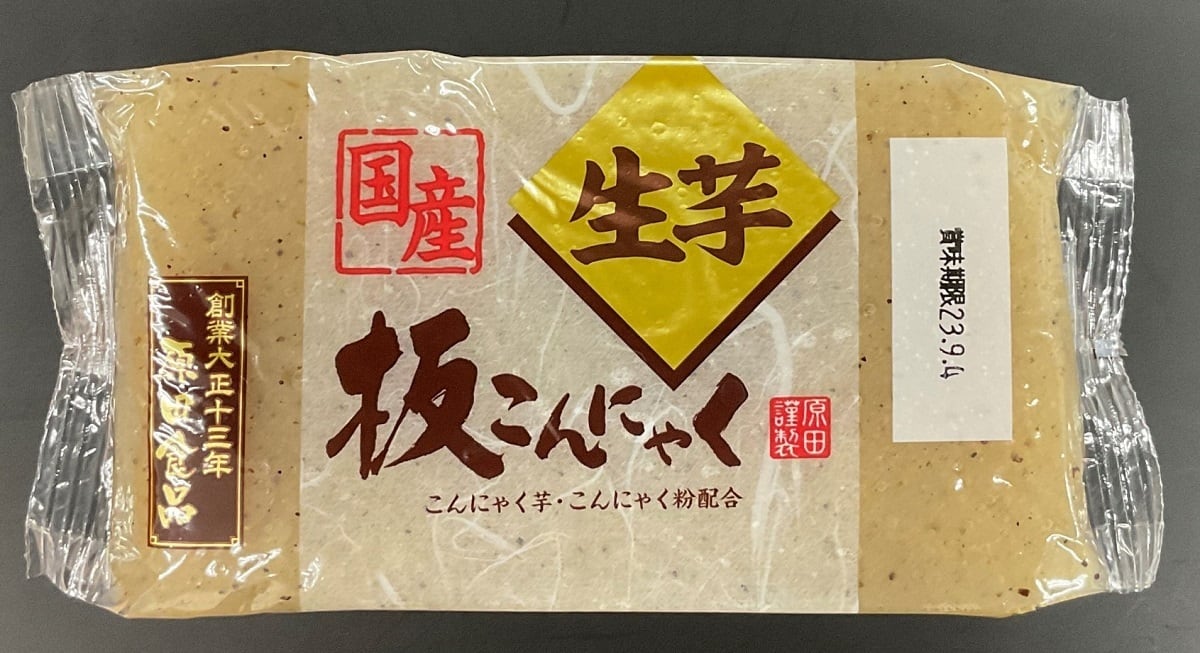 国産
生芋
板こんにゃく
こんにゃく芋・こんにゃく粉配合
原田謹製
創業大正十三年
原田食品
賞味期限23.9.4